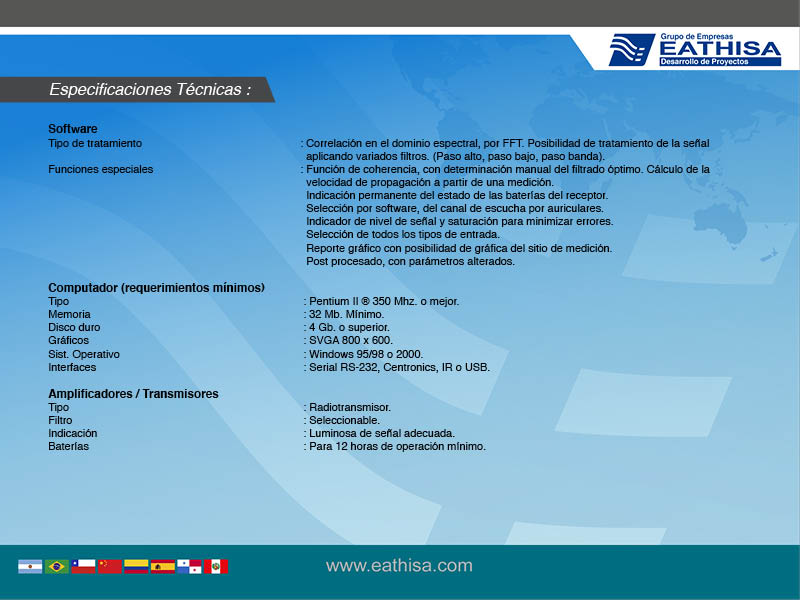 Grupo de Empresas
EATHISA
Desarrollo de Proyectos
Especificaciones Técnicas :
Software
Tipo de tratamiento : Correlación en el dominio espectral, por FFT. Posibilidad de tratamiento de la señal
aplicando variados filtros. (Paso alto, paso bajo, paso banda).
Funciones especiales : Función de coherencia, con determinación manual del filtrado óptimo. Cálculo de la
velocidad de propagación a partir de una medición.
Indicación permanente del estado de las baterías del receptor.
Selección por software, del canal de escucha por auriculares.
Indicador de nivel de señal y saturación para minimizar errores.
Selección de todos los tipos de entrada.
Reporte gráfico con posibilidad de gráfica del sitio de medición.
Post procesado, con parámetros alterados.
Computador (requerimientos mínimos)
Tipo : Pentium II ® 350 Mhz. o mejor.
Memoria : 32 Mb. Mínimo.
Disco duro : 4 Gb. o superior.
Gráficos : SVGA 800 x 600.
Sist. Operativo : Windows 95/98 o 2000.
Interfaces : Serial RS-232, Centronics, IR o USB.
Amplificadores / Transmisores
Tipo : Radiotransmisor.
Filtro : Seleccionable.
Indicación : Luminosa de señal adecuada.
Baterías : Para 12 horas de operación mínimo.
www.eathisa.com